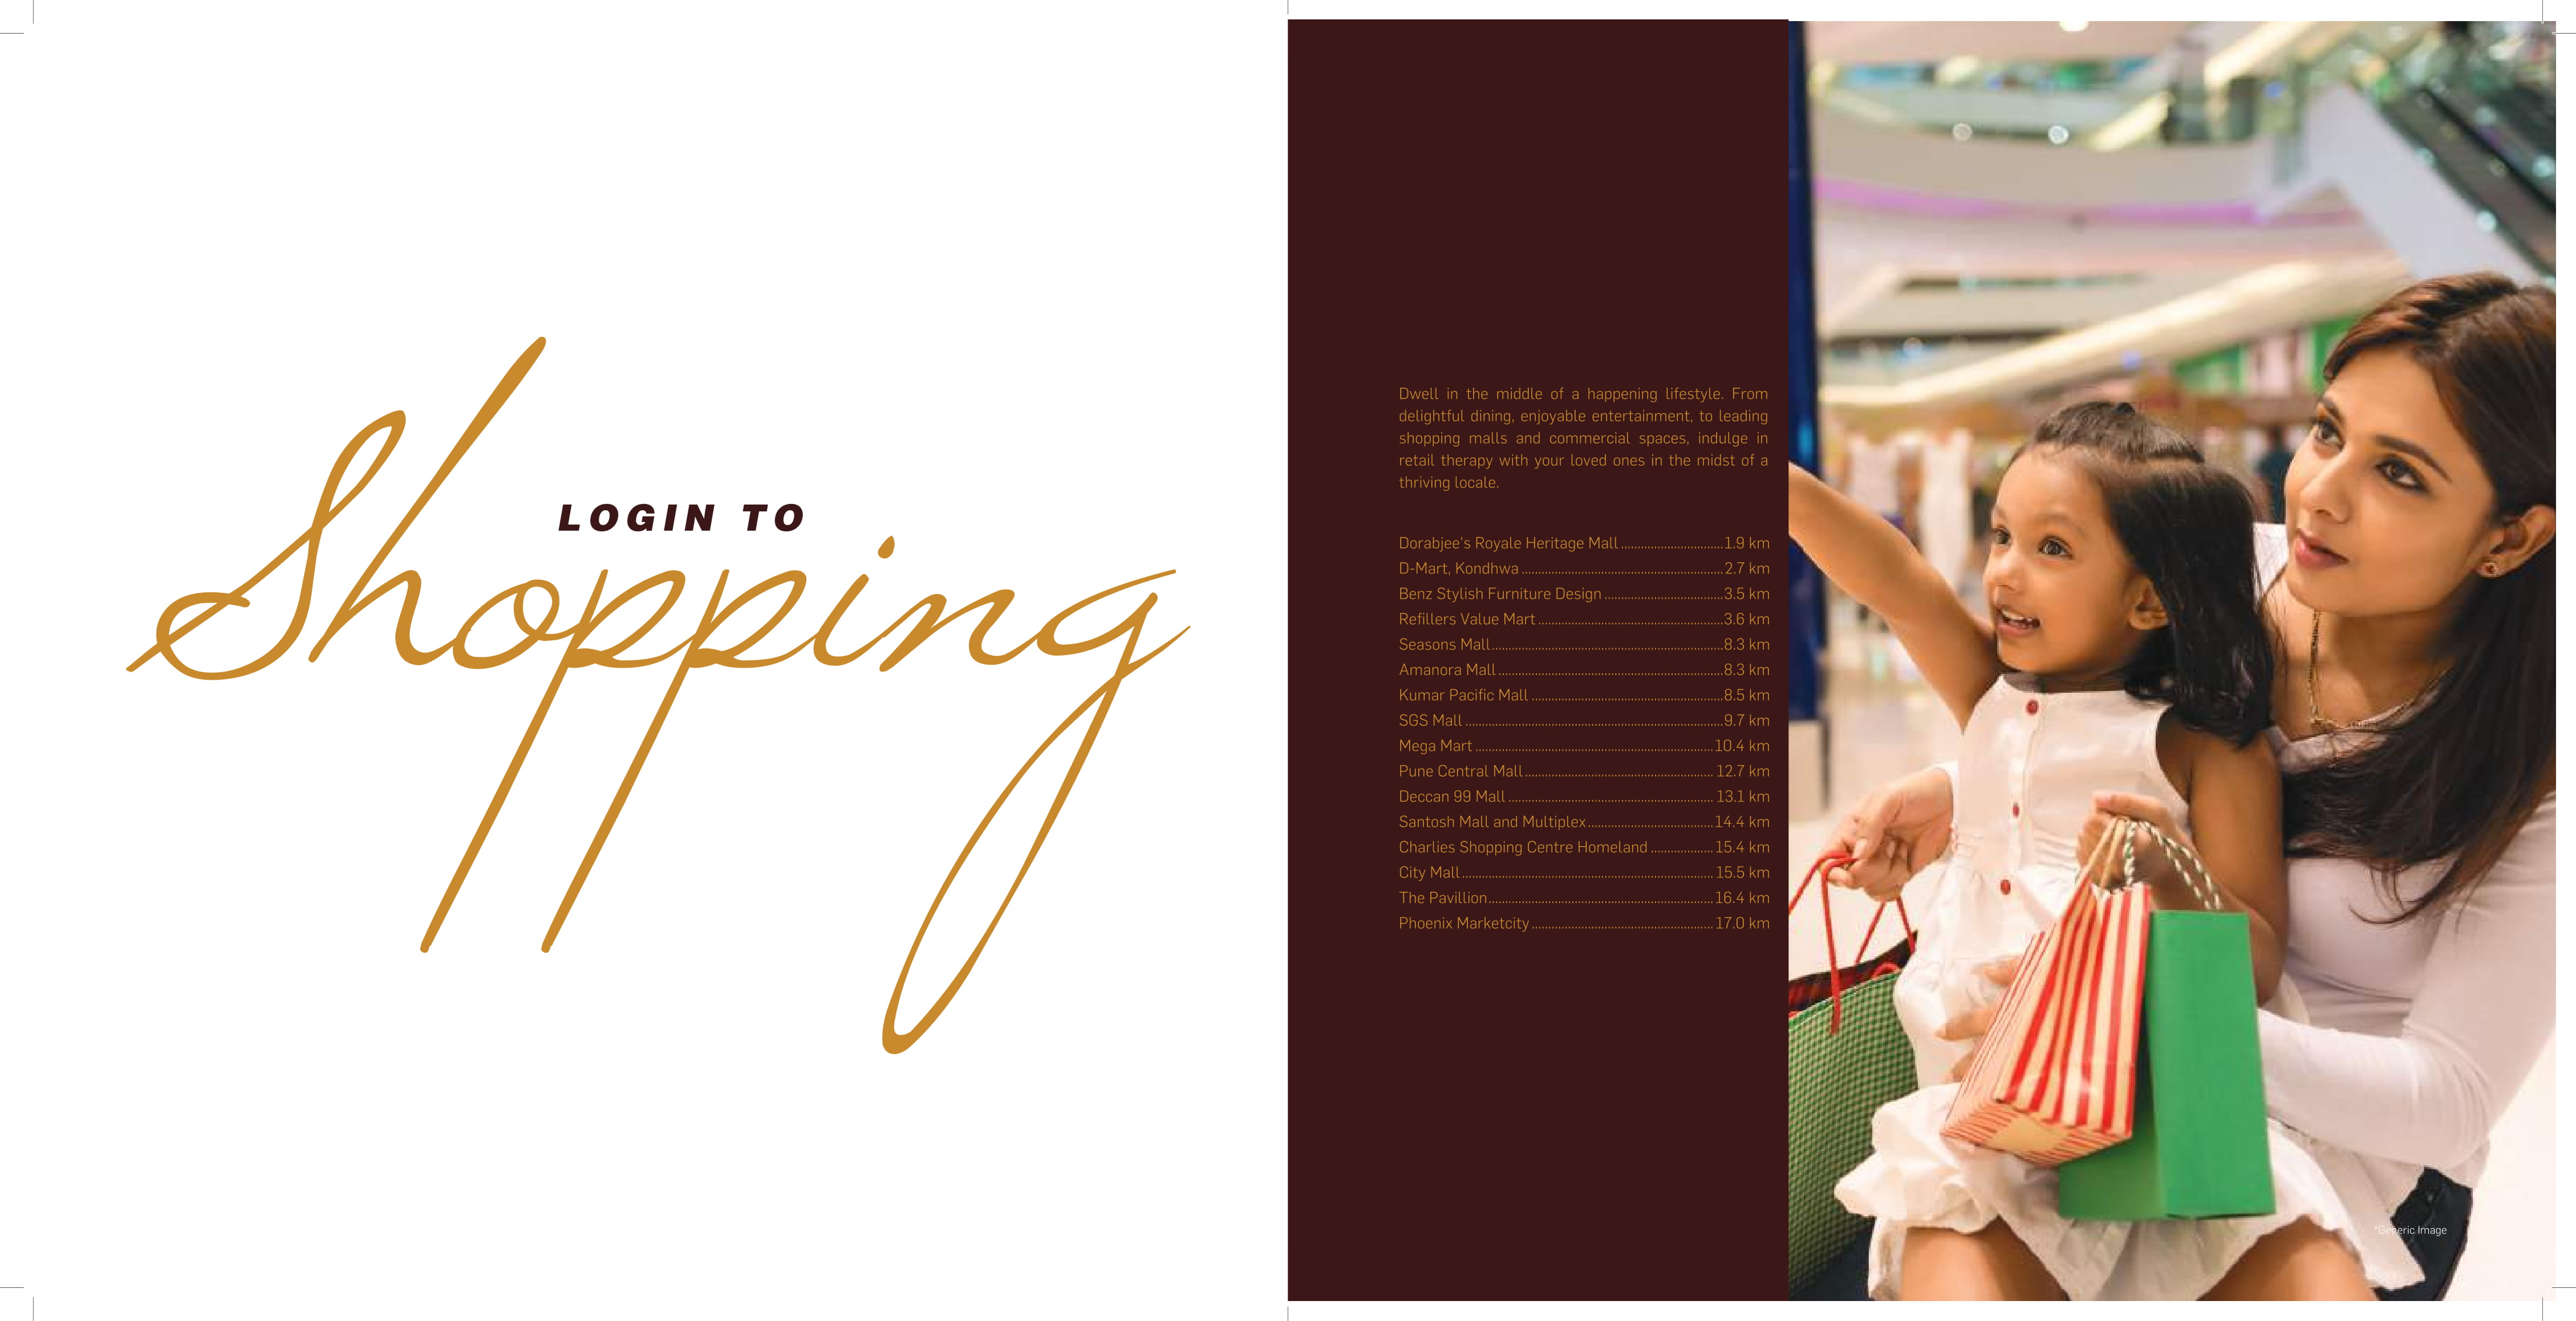 LOGIN TO
Shopping
Dwell in the middle of a happening lifestyle. From
delightful dining, enjoyable entertainment, to leading
shopping malls and commercial spaces, indulge in
retail therapy with your loved ones in the midst of a
thriving locale.
Dorabjee's Royale Heritage Mall ............................... 1.9 km
D-Mart, Kondhwa ............................................................. 2.7 km
Benz Stylish Furniture Design .................................... 3.5 km
Refillers Value Mart ........................................................ 3.6 km
Seasons Mall ...................................................................... 8.3 km
Amanora Mall .................................................................... 8.3 km
Kumar Pacific Mall .......................................................... 8.5 km
SGS Mall .............................................................................. 9.7 km
Mega Mart ........................................................................ 10.4 km
Pune Central Mall ......................................................... 12.7 km
Deccan 99 Mall .............................................................. 13.1 km
Santosh Mall and Multiplex ...................................... 14.4 km
Charlies Shopping Centre Homeland ................... 15.4 km
City Mall ............................................................................ 15.5 km
The Pavillion .................................................................... 16.4 km
Phoenix Marketcity ....................................................... 17.0 km
*Generic Image